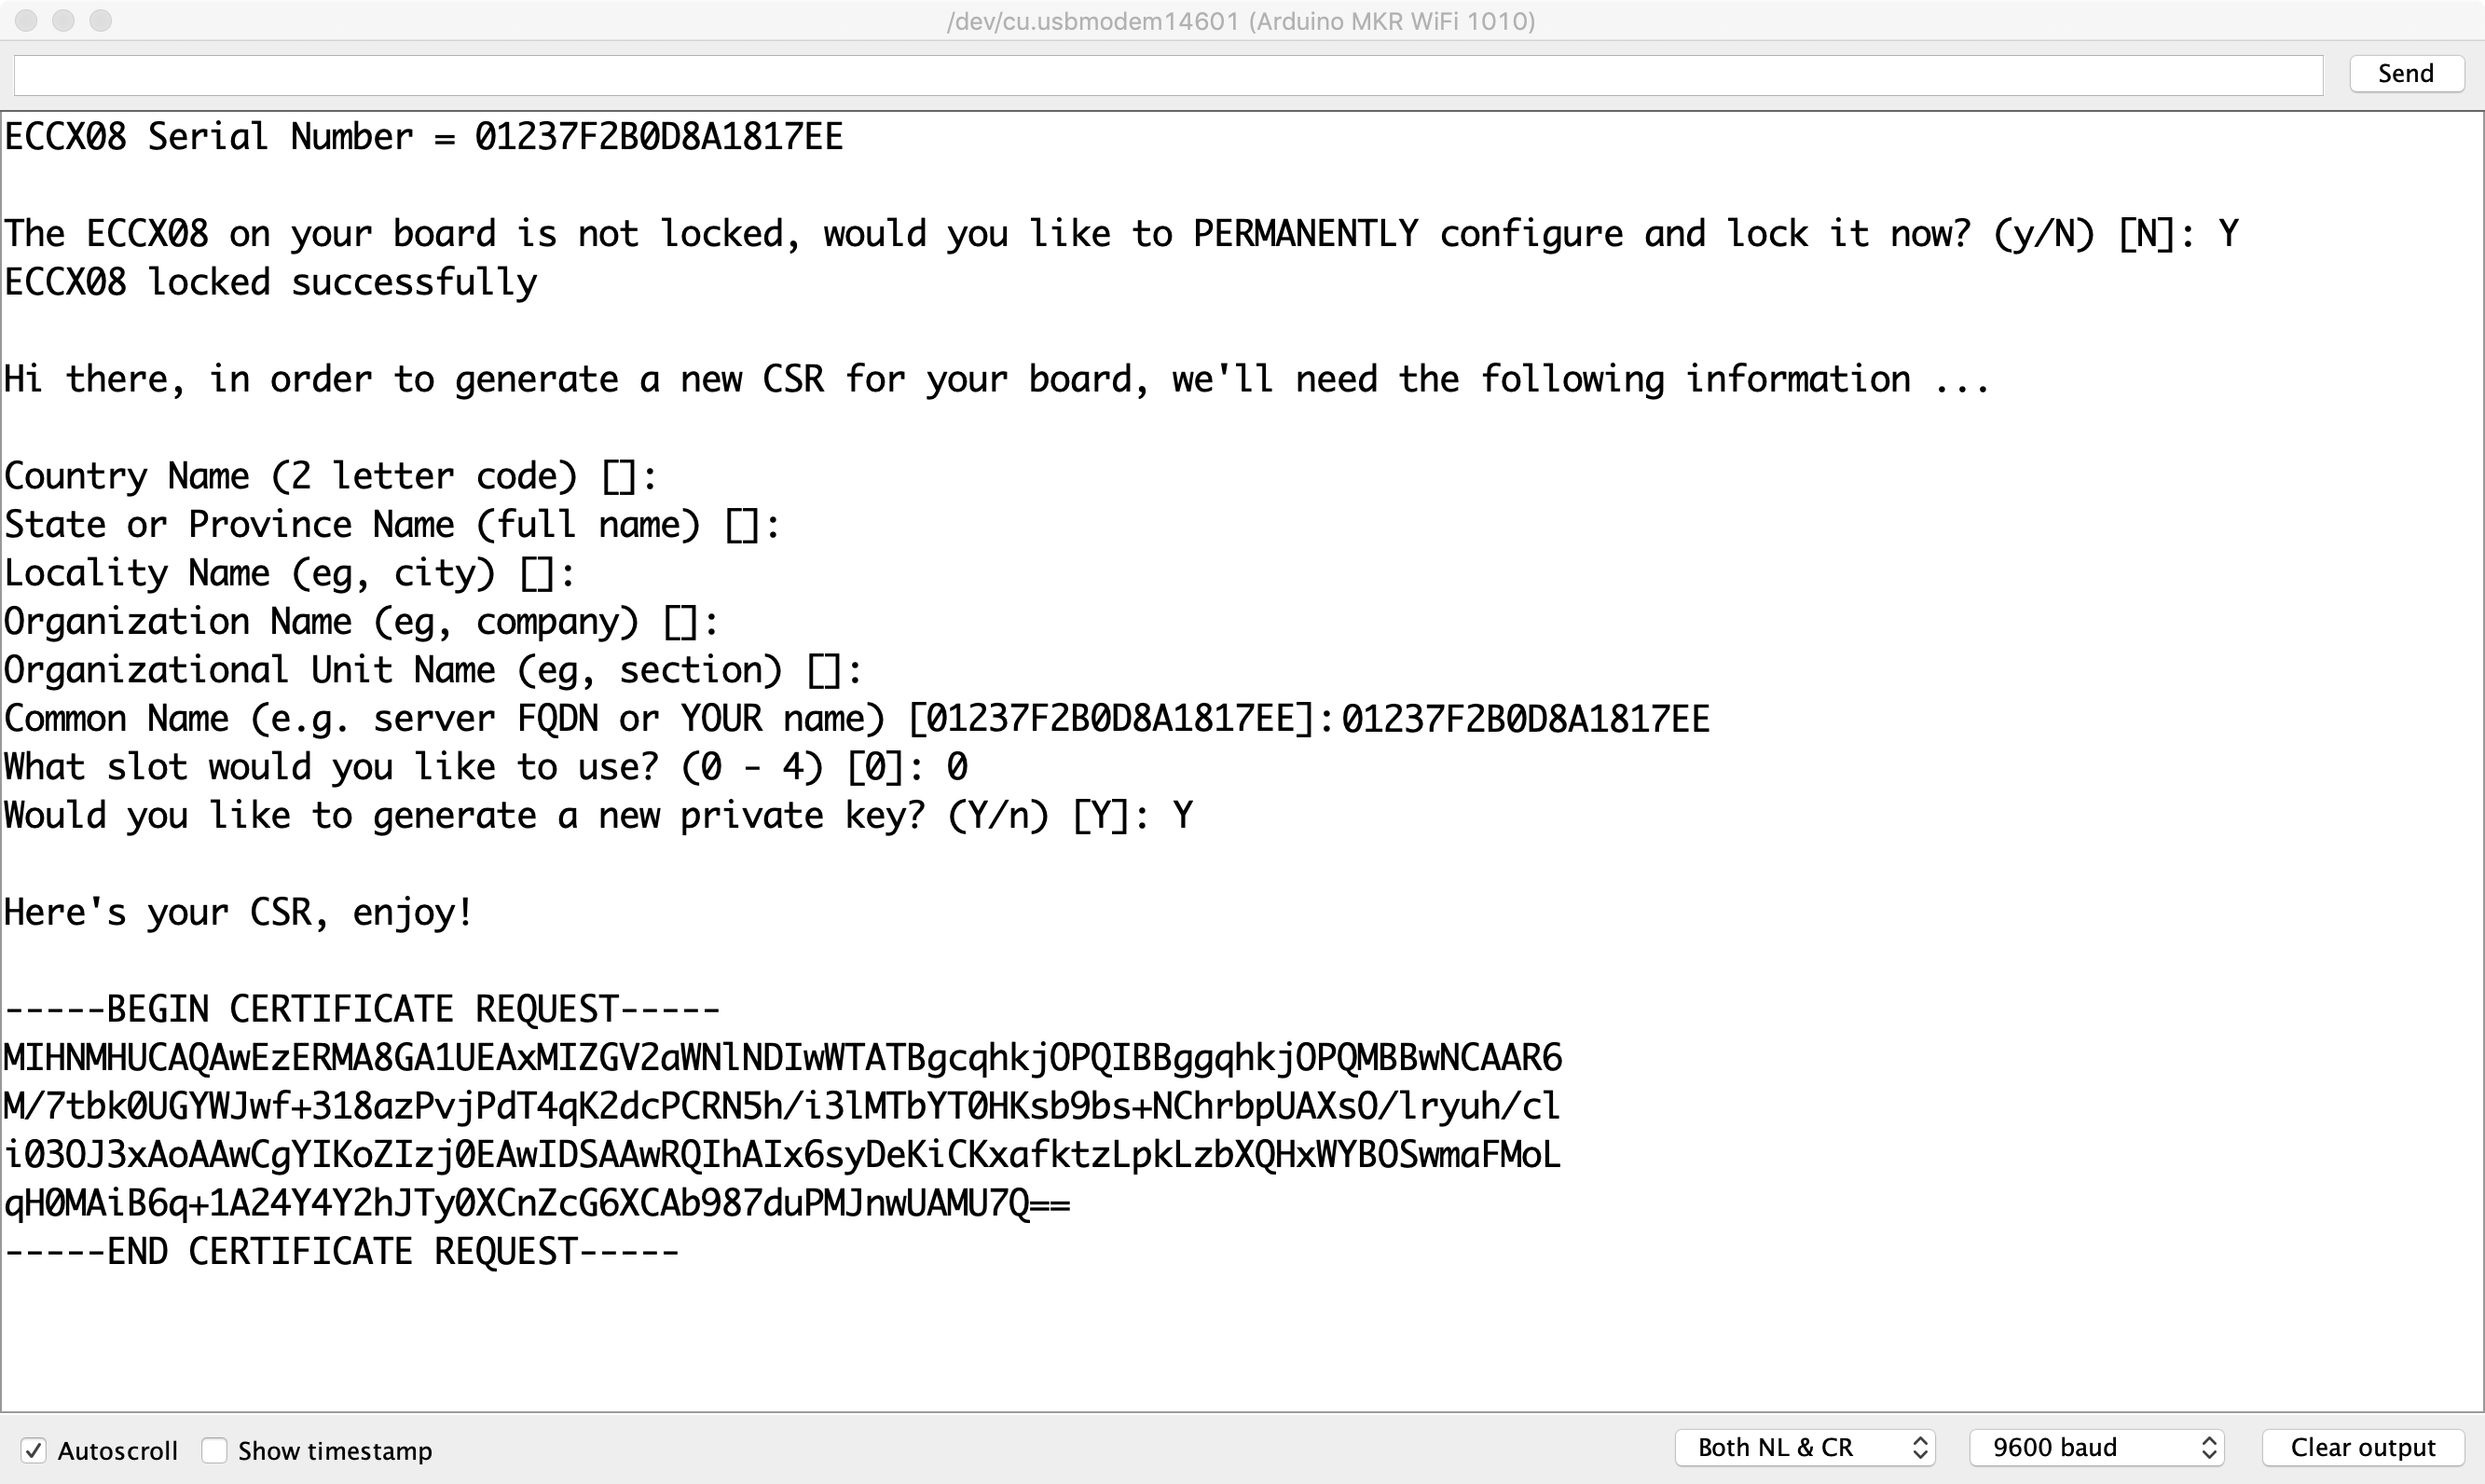 /dev/cu.usbmodem14601 (Arduino MKR WiFi 1010)
Send
ECCX08 Serial Number = 01237F2B0D8A1817EE
The ECCX08 on your board is not locked, would you like to PERMANENTLY configure and lock it now? (y/N) [N]: Y
ECCX08 locked successfully
Hi there, in order to generate a new CSR for your board, we'll need the following information ...
Country Name (2 letter code) []:
State or Province Name (full name) []:
Locality Name (eg, city) []:
Organization Name (eg, company) []:
Organizational Unit Name (eg, section) []:
Common Name (e.g. server FQDN or YOUR name) [01237F2B0D8A1817EE]:01237F2B0D8A1817EE
What slot would you like to use? (0 - 4) [0]: 0
Would you like to generate a new private key? (Y/n) [Y]: Y
Here's your CSR, enjoy!
-----BEGIN CERTIFICATE REQUEST-----
MIHNMHUCAQAwEzERMA8GA1UEAxMIZGV2aWNlNDIwWTATBgcqhkjOPQIBBggqhkjOPQMBBwNCAAR6
M/7tbk0UGYWJwf+318azPvjPdT4qK2dcPCRN5h/i3lMTbYT0HKsb9bs+NChrbpUAXsO/lryuh/cl
i03OJ3xAoAAwCgYIKoZIzj0EAwIDSAAwRQIhAIx6syDeKiCKxafktzLpkLzbXQHxWYBOSwmaFMoL
qH0MAiB6q+1A24Y4Y2hJTy0XCnZcG6XCAb987duPMJnwUAMU7Q==
-----END CERTIFICATE REQUEST-----
Autoscroll
Show timestamp
Both NL & CR
9600 baud
Clear output